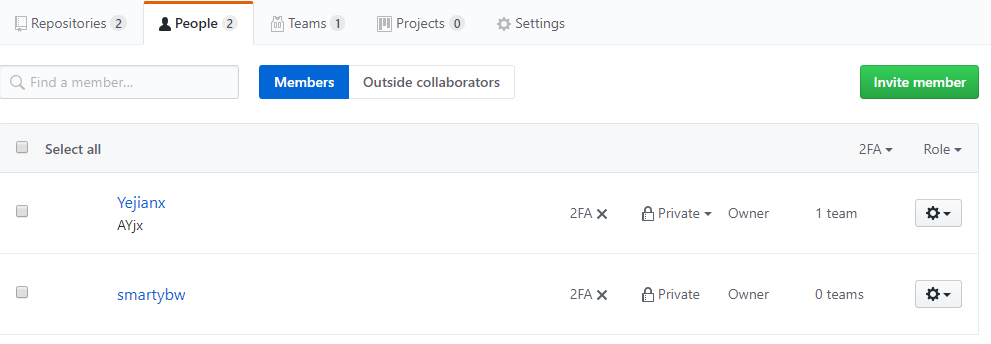 Repositories 2 People 2 Teams 1 Projects 0 Settings
Find a member... Members Outside collaborators Invite member
Select all 2FA Role
Yejianx
AYjx
2FA Private Owner 1 team
smartybw 2FA Private Owner 0 teams